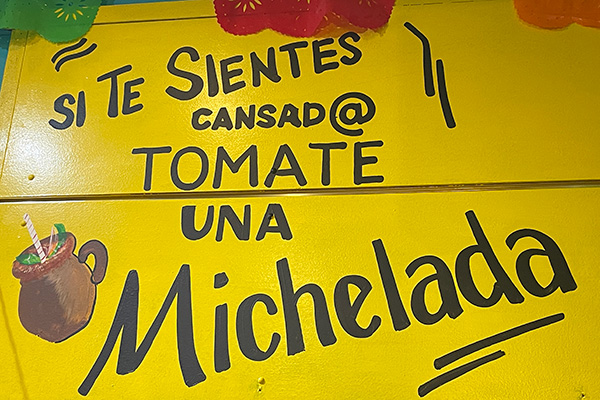 SI TE SIENTES
CANSAD@
TOMATE
UNA
Michelada